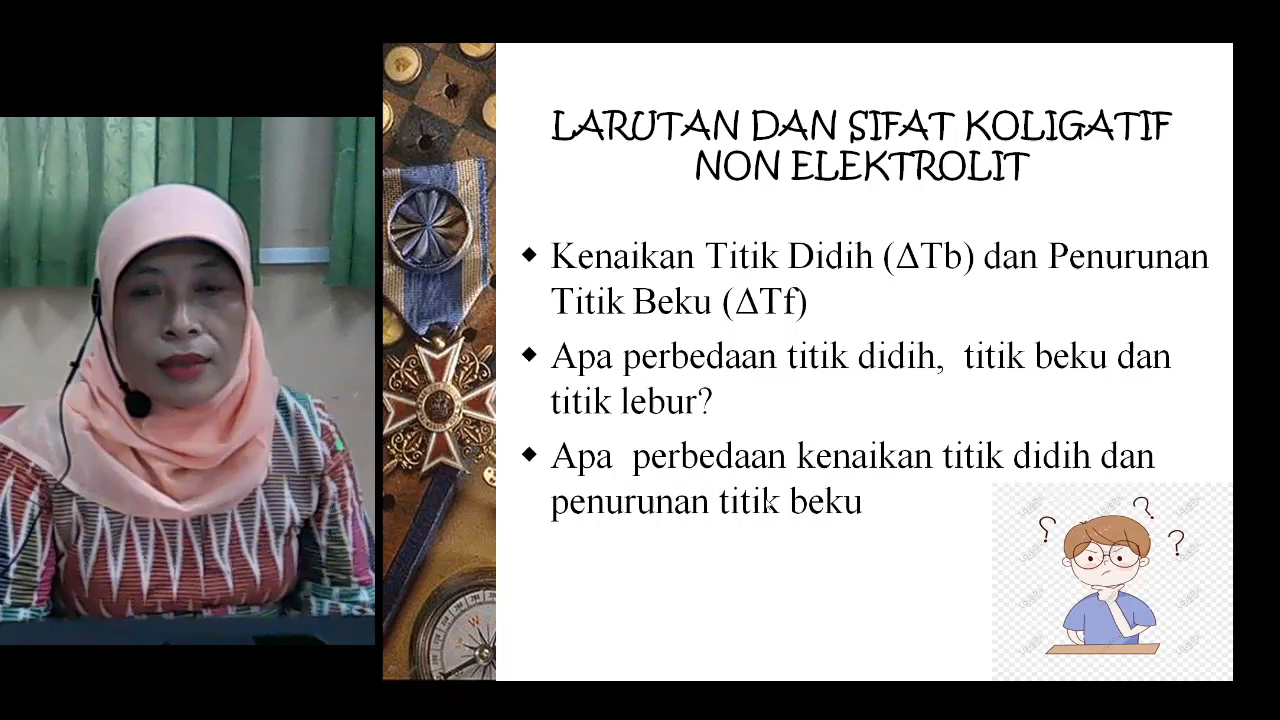 LARUTAN DAN SIFAT KOLIGATIF
NON ELEKTROLIT
◆ Kenaikan Titik Didih (ΔTb) dan Penurunan
Titik Beku (ΔTf)
◆ Apa perbedaan titik didih, titik beku dan
titik lebur?
◆ Apa perbedaan kenaikan titik didih dan
penurunan titik beku
? ? ?